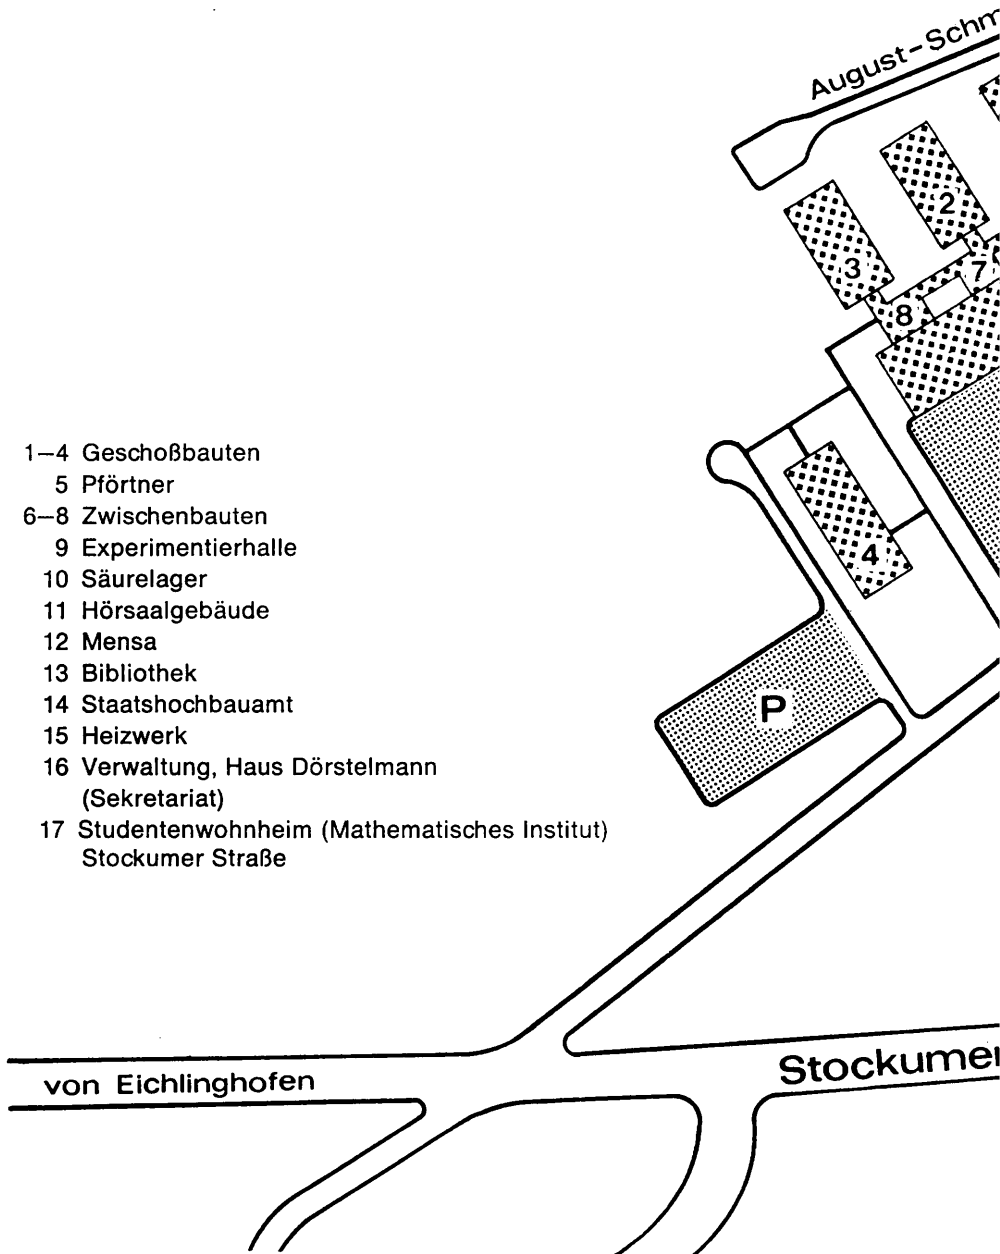 August-Schm
2
3
7
8
1–4 Geschoßbauten
5 Pförtner
6–8 Zwischenbauten
9 Experimentierhalle
10 Säurelager
11 Hörsaalgebäude
12 Mensa
13 Bibliothek
14 Staatshochbauamt
15 Heizwerk
16 Verwaltung, Haus Dörstelmann
(Sekretariat)
17 Studentenwohnheim (Mathematisches Institut)
Stockumer Straße
4
P
von Eichlinghofen
Stockumer